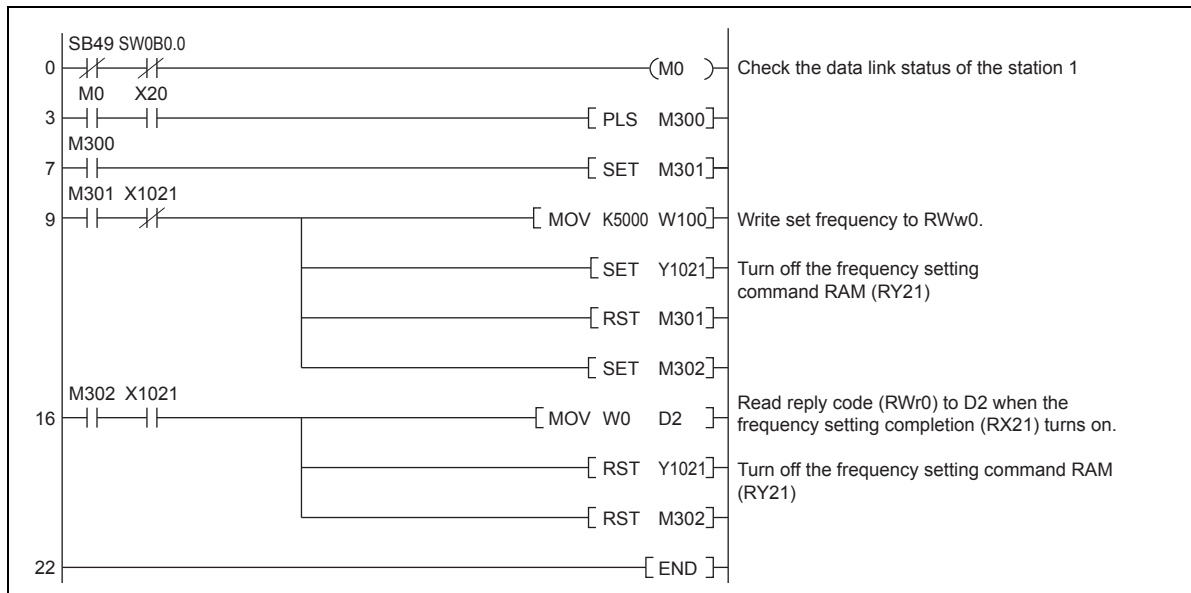 SB49 SW0B0.0
0 (M0 ) Check the data link status of the station 1
M0 X20
3 [ PLS M300]
M300
7 [ SET M301]
M301 X1021
9 [ MOV K5000 W100] Write set frequency to RWw0.
[ SET Y1021] Turn off the frequency setting
command RAM (RY21)
[ RST M301]
[ SET M302]
M302 X1021
16 [ MOV W0 D2 ] Read reply code (RWr0) to D2 when the
frequency setting completion (RX21) turns on.
[ RST Y1021] Turn off the frequency setting command RAM
(RY21)
[ RST M302]
22 [ END ]